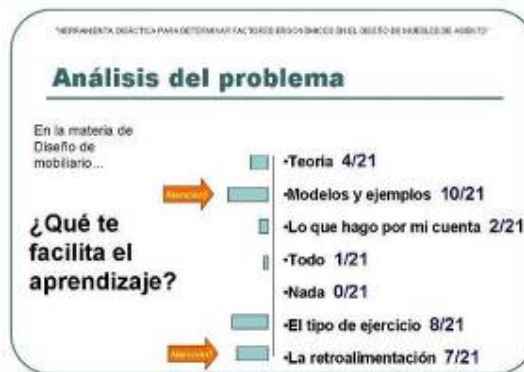 "HERRAMIENTA DIDÁCTICA PARA DETERMINAR FACTORES ERGONÓMICOS EN EL DISEÑO DE MUEBLES DE ASIENTO"
Análisis del problema
En la materia de
Diseño de
mobiliario...
¿Qué te
facilita el
aprendizaje?
•Teoría 4/21
Atención!
•Modelos y ejemplos 10/21
•Lo que hago por mi cuenta 2/21
•Todo 1/21
•Nada 0/21
•El tipo de ejercicio 8/21
Atención!
•La retroalimentación 7/21